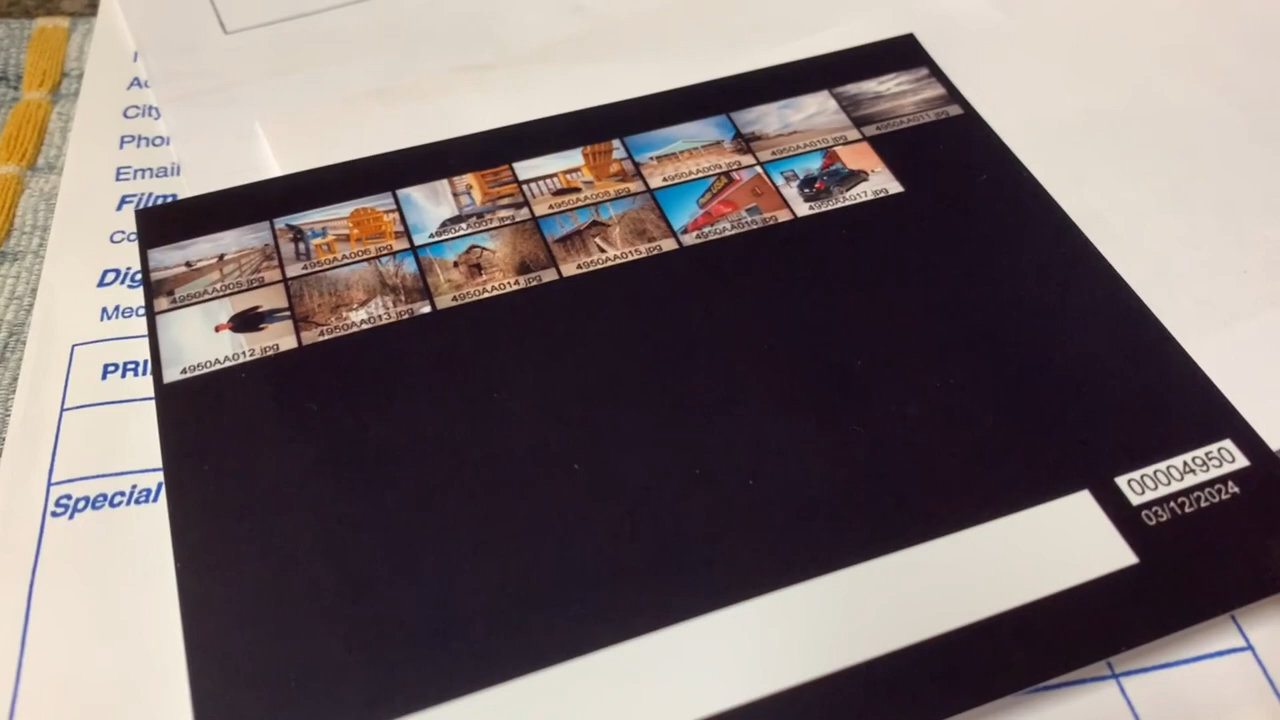 Ac
City
Phon
Email
Film
Co
Dig
Med
PRI
Special
4950AA005.jpg
4950AA006.jpg
4950AA007.jpg
4950AA008.jpg
4950AA009.jpg
4950AA010.jpg
4950AA011.jpg
4950AA012.jpg
4950AA013.jpg
4950AA014.jpg
4950AA015.jpg
4950AA016.jpg
4950AA017.jpg
00004950
03/12/2024